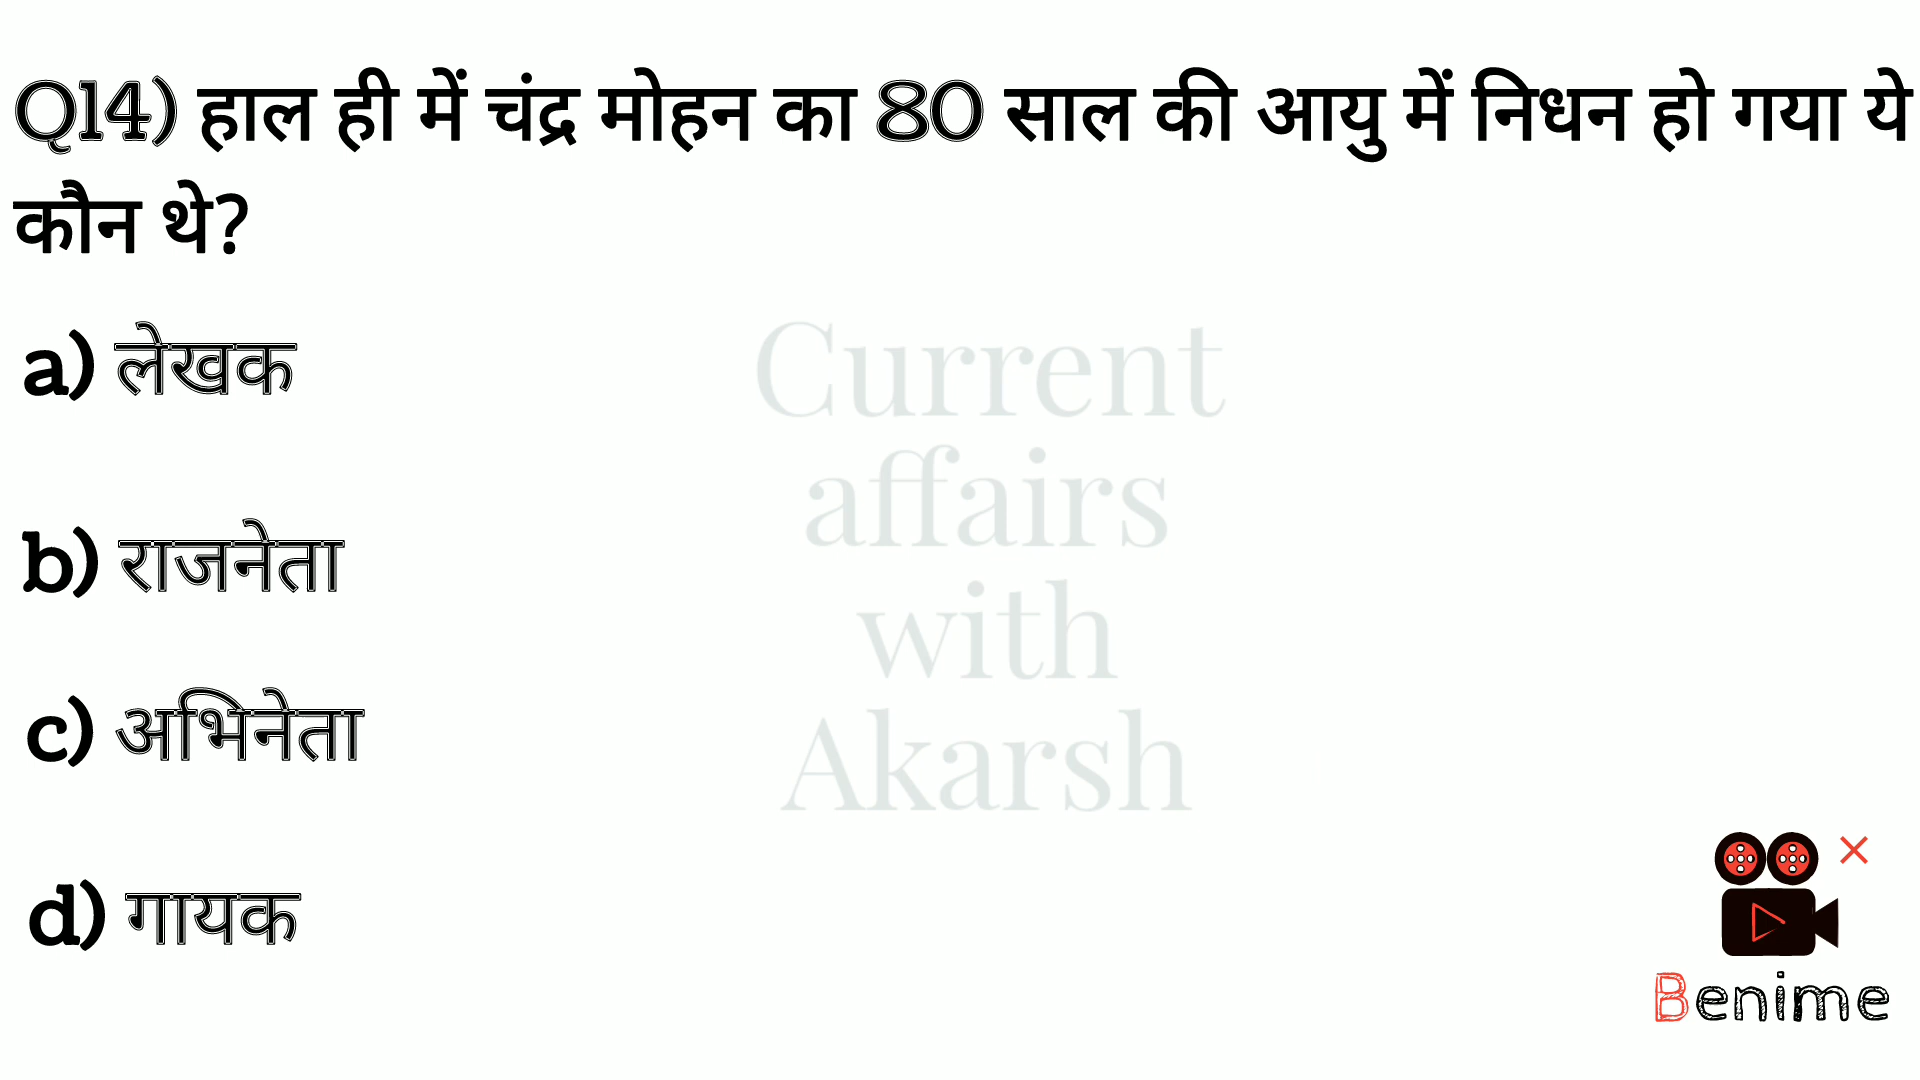 Q14) हाल ही में चंद्र मोहन का 80 साल की आयु में निधन हो गया ये
कौन थे?
a) लेखक
b) राजनेता
c) अभिनेता
d) गायक
Current
affairs
with
Akarsh
Benime